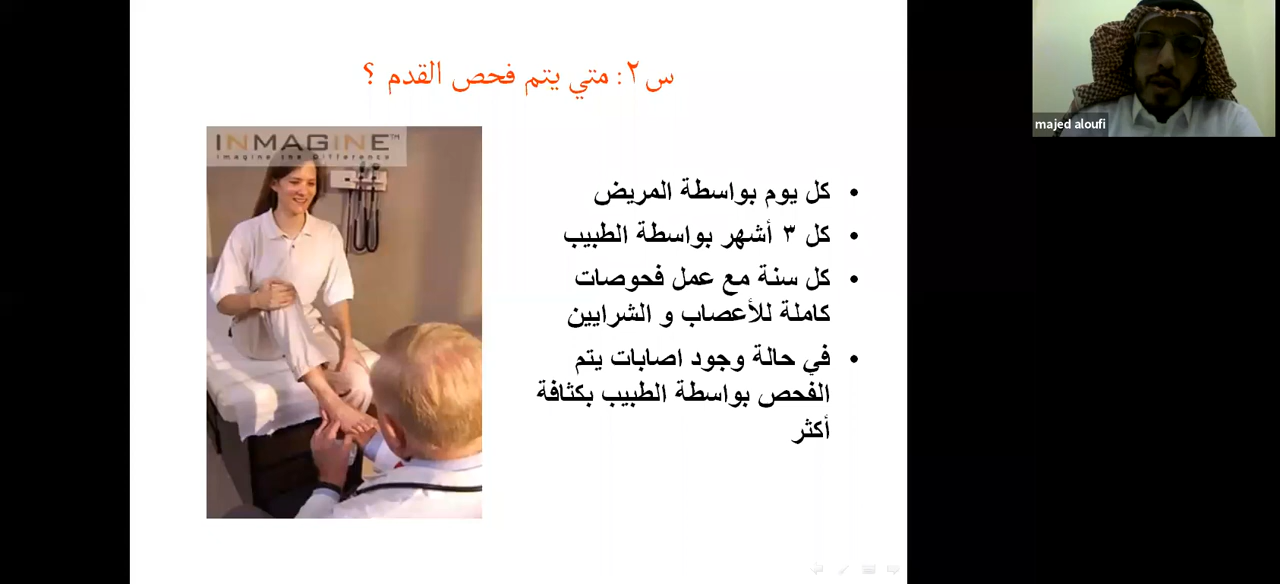 س٢: متي يتم فحص القدم ؟
INMAGINE™
imagine the Difference
• كل يوم بواسطة المريض
• كل ٣ أشهر بواسطة الطبيب
• كل سنة مع عمل فحوصات
كاملة للأعصاب و الشرايين
• في حالة وجود اصابات يتم
الفحص بواسطة الطبيب بكثافة
أكثر
majed aloufi